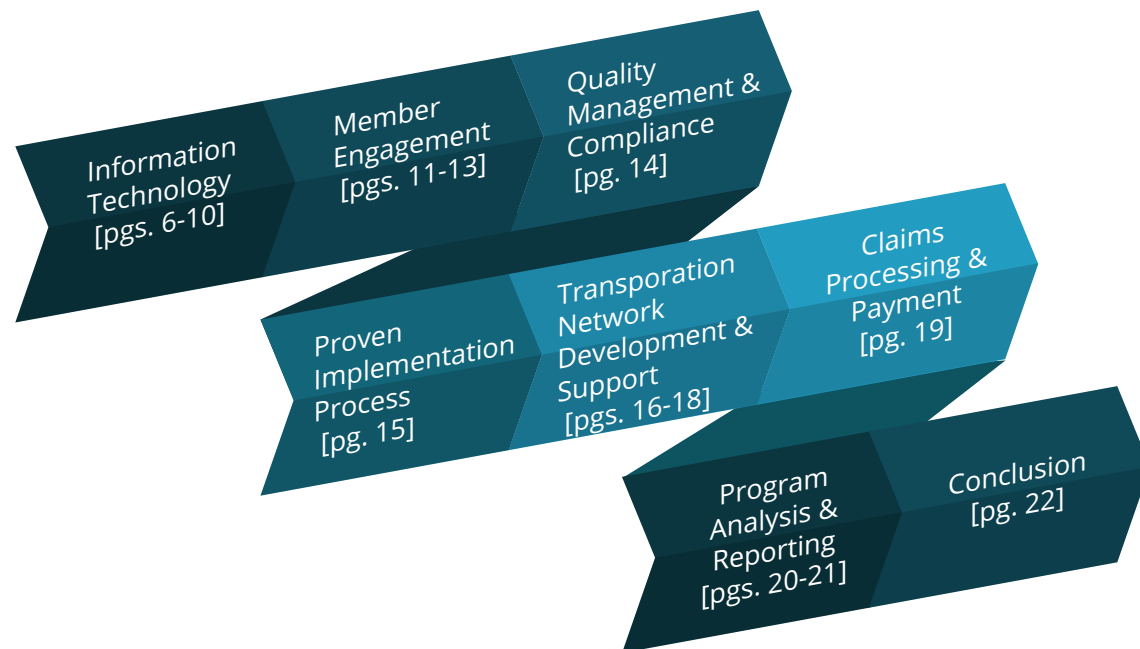 Information
Technology
[pgs. 6-10]
Member
Engagement
[pgs. 11-13]
Quality
Management &
Compliance
[pg. 14]
Proven
Implementation
Process
[pg. 15]
Transporation
Network
Development &
Support
[pgs. 16-18]
Claims
Processing &
Payment
[pg. 19]
Program
Analysis &
Reporting
[pgs. 20-21]
Conclusion
[pg. 22]